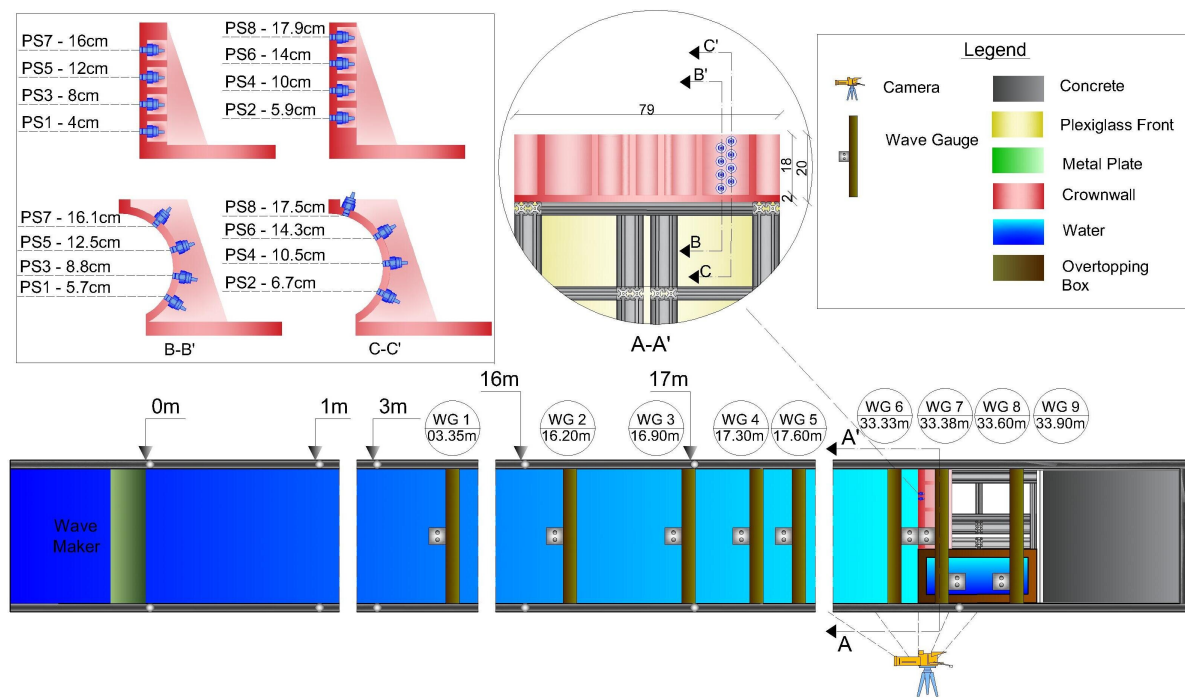 PS7 - 16cm
PS5 - 12cm
PS3 - 8cm
PS1 - 4cm
PS8 - 17.9cm
PS6 - 14cm
PS4 - 10cm
PS2 - 5.9cm
PS7 - 16.1cm
PS5 - 12.5cm
PS3 - 8.8cm
PS1 - 5.7cm
B-B'
PS8 - 17.5cm
PS6 - 14.3cm
PS4 - 10.5cm
PS2 - 6.7cm
C-C'
C'
B'
79
18
20
2
B
C
A-A'
Legend
Camera
Wave Gauge
Concrete
Plexiglass Front
Metal Plate
Crownwall
Water
Overtopping
Box
0m
1m
3m
16m
17m
WG 1
03.35m
WG 2
16.20m
WG 3
16.90m
WG 4
17.30m
WG 5
17.60m
WG 6
33.33m
WG 7
33.38m
WG 8
33.60m
WG 9
33.90m
A'
Wave
Maker
A